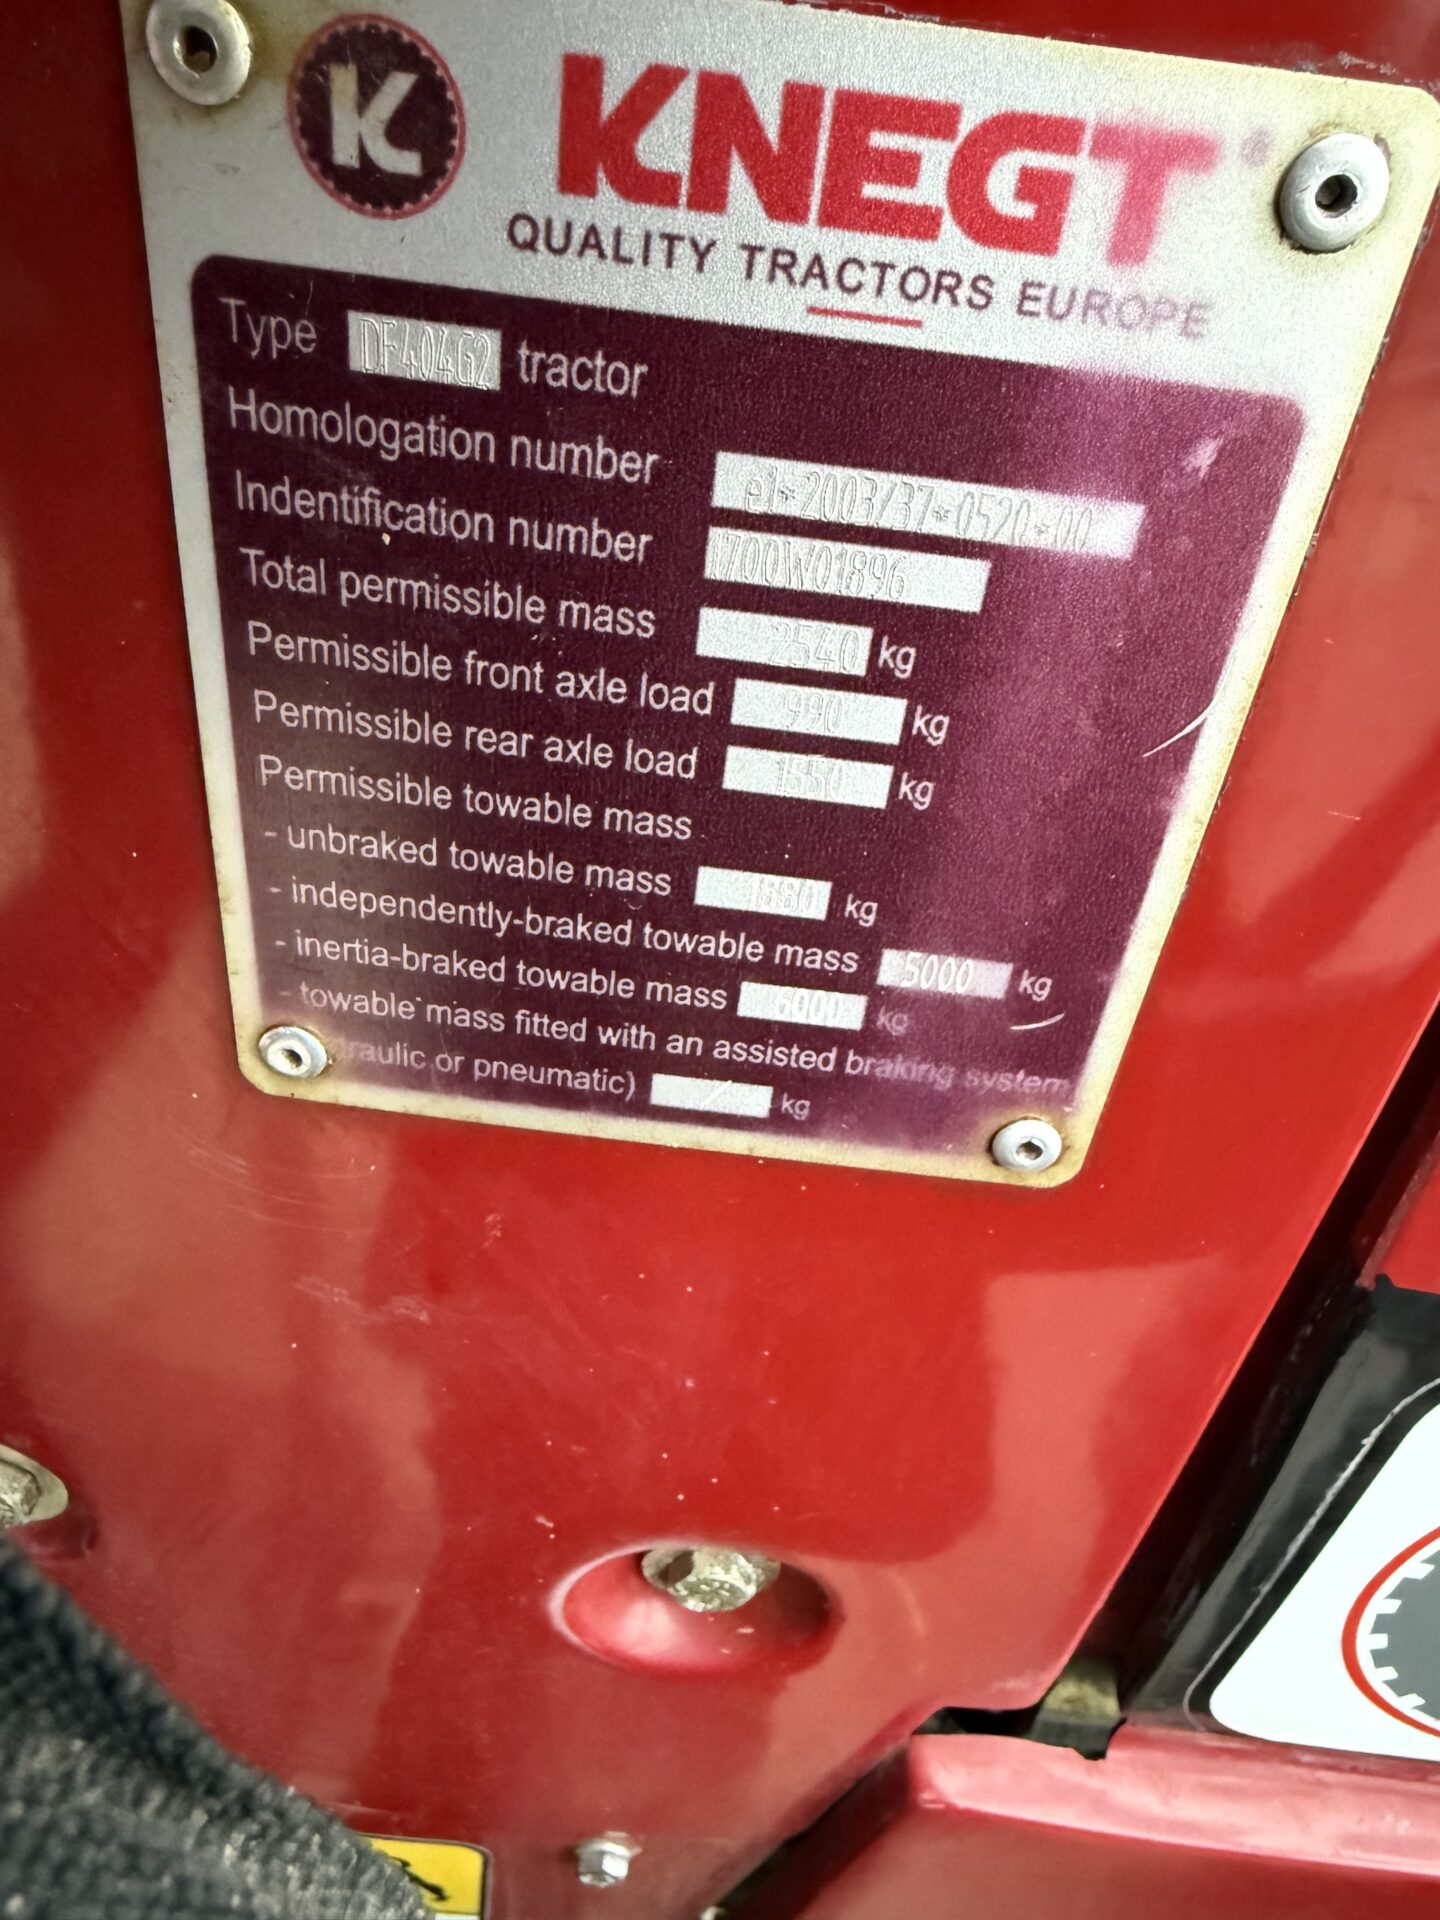 K KNEGT
QUALITY TRACTORS EUROPE
Type DF404G2 tractor
Homologation number e1*2003/37*0520*00
Indentification number 1700W01896
Total permissible mass 2540 kg
Permissible front axle load 990 kg
Permissible rear axle load 1550 kg
Permissible towable mass
- unbraked towable mass 1880 kg
- independently-braked towable mass 5000 kg
- inertia-braked towable mass 6000 kg
- towable mass fitted with an assisted braking system
raulic or pneumatic) kg